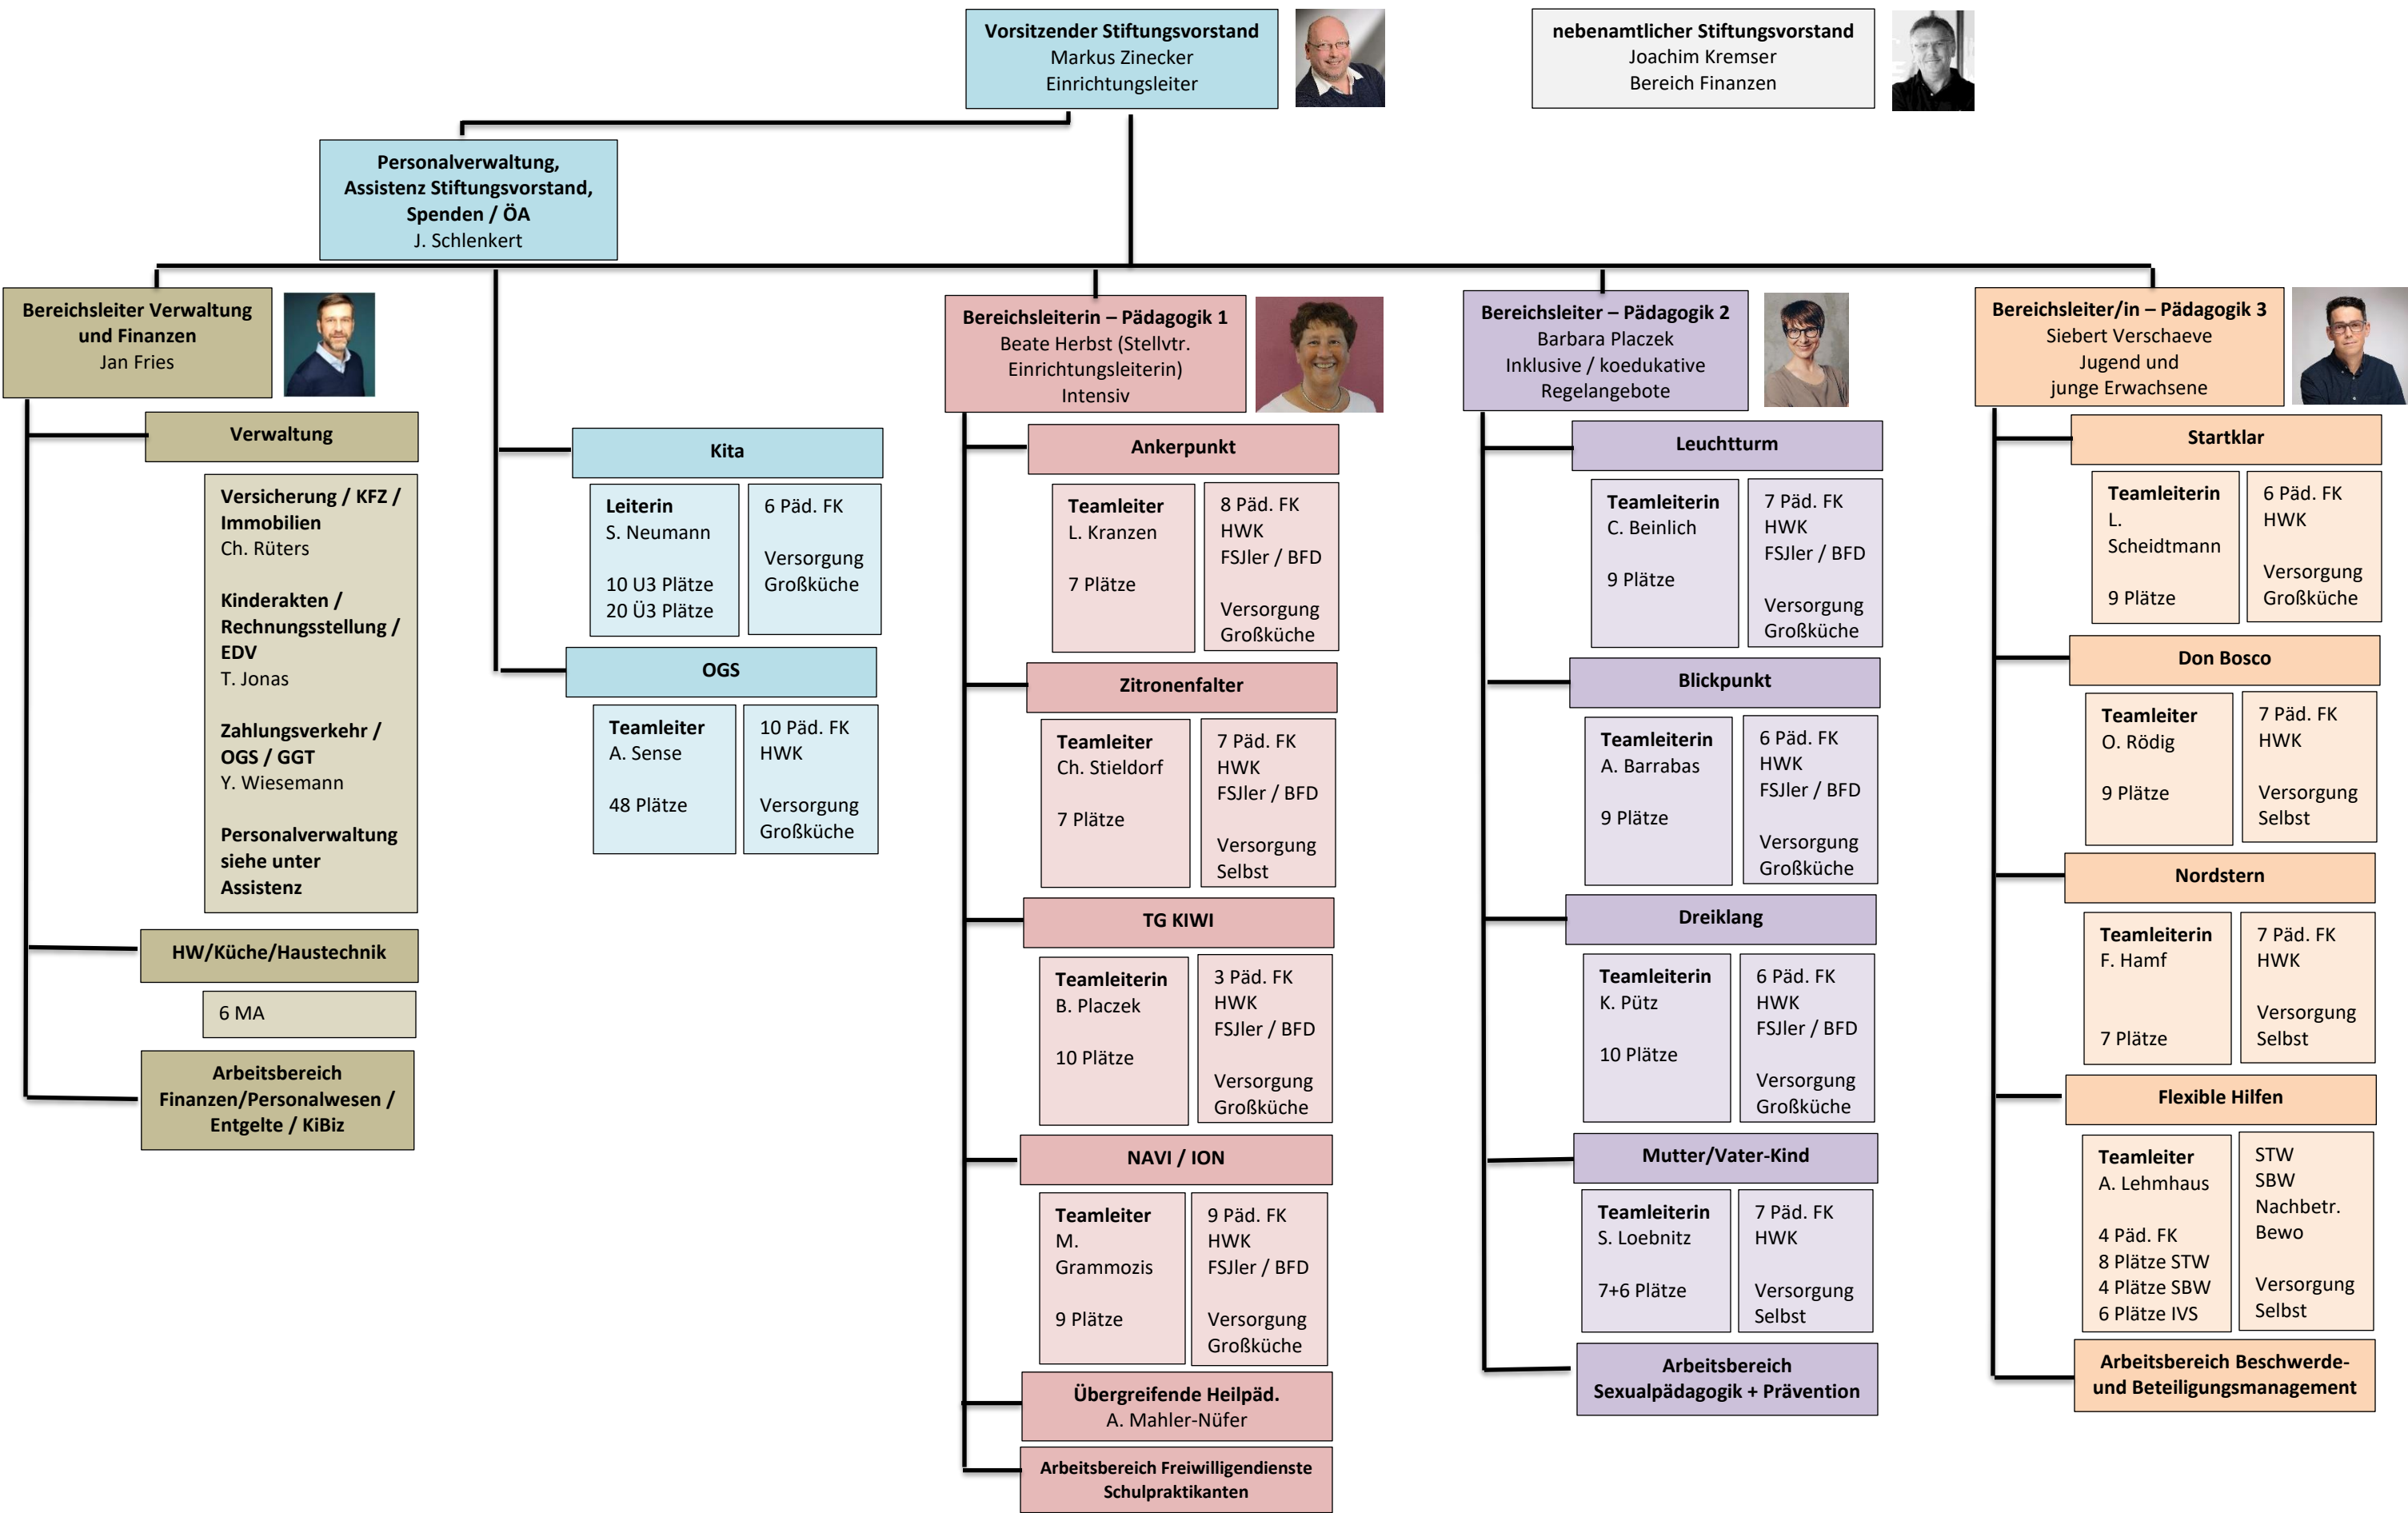 Vorsitzender Stiftungsvorstand
Markus Zinecker
Einrichtungsleiter
nebenamtlicher Stiftungsvorstand
Joachim Kremser
Bereich Finanzen
Personalverwaltung,
Assistenz Stiftungsvorstand,
Spenden / ÖA
J. Schlenkert
Bereichsleiter Verwaltung
und Finanzen
Jan Fries
Verwaltung
Versicherung / KFZ /
Immobilien
Ch. Rüters
Kinderakten /
Rechnungsstellung /
EDV
T. Jonas
Zahlungsverkehr /
OGS / GGT
Y. Wiesemann
Personalverwaltung
siehe unter
Assistenz
HW/Küche/Haustechnik
6 MA
Arbeitsbereich
Finanzen/Personalwesen /
Entgelte / KiBiz
Kita
Leiterin
S. Neumann
10 U3 Plätze
20 Ü3 Plätze
6 Päd. FK
Versorgung
Großküche
OGS
Teamleiter
A. Sense
48 Plätze
10 Päd. FK
HWK
Versorgung
Großküche
Bereichsleiterin – Pädagogik 1
Beate Herbst (Stellvtr.
Einrichtungsleiterin)
Intensiv
Ankerpunkt
Teamleiter
L. Kranzen
7 Plätze
8 Päd. FK
HWK
FSJler / BFD
Versorgung
Großküche
Zitronenfalter
Teamleiter
Ch. Stieldorf
7 Plätze
7 Päd. FK
HWK
FSJler / BFD
Versorgung
Selbst
TG KIWI
Teamleiterin
B. Placzek
10 Plätze
3 Päd. FK
HWK
FSJler / BFD
Versorgung
Großküche
NAVI / ION
Teamleiter
M.
Grammozis
9 Plätze
9 Päd. FK
HWK
FSJler / BFD
Versorgung
Großküche
Übergreifende Heilpäd.
A. Mahler-Nüfer
Arbeitsbereich Freiwilligendienste
Schulpraktikanten
Bereichsleiter – Pädagogik 2
Barbara Placzek
Inklusive / koedukative
Regelangebote
Leuchtturm
Teamleiterin
C. Beinlich
9 Plätze
7 Päd. FK
HWK
FSJler / BFD
Versorgung
Großküche
Blickpunkt
Teamleiterin
A. Barrabas
9 Plätze
6 Päd. FK
HWK
FSJler / BFD
Versorgung
Großküche
Dreiklang
Teamleiterin
K. Pütz
10 Plätze
6 Päd. FK
HWK
FSJler / BFD
Versorgung
Großküche
Mutter/Vater-Kind
Teamleiterin
S. Loebnitz
7+6 Plätze
7 Päd. FK
HWK
Versorgung
Selbst
Arbeitsbereich
Sexualpädagogik + Prävention
Bereichsleiter/in – Pädagogik 3
Siebert Verschaeve
Jugend und
junge Erwachsene
Startklar
Teamleiterin
L.
Scheidtmann
9 Plätze
6 Päd. FK
HWK
Versorgung
Großküche
Don Bosco
Teamleiter
O. Rödig
9 Plätze
7 Päd. FK
HWK
Versorgung
Selbst
Nordstern
Teamleiterin
F. Hamf
7 Plätze
7 Päd. FK
HWK
Versorgung
Selbst
Flexible Hilfen
Teamleiter
A. Lehmhaus
4 Päd. FK
8 Plätze STW
4 Plätze SBW
6 Plätze IVS
STW
SBW
Nachbetr.
Bewo
Versorgung
Selbst
Arbeitsbereich Beschwerde-
und Beteiligungsmanagement